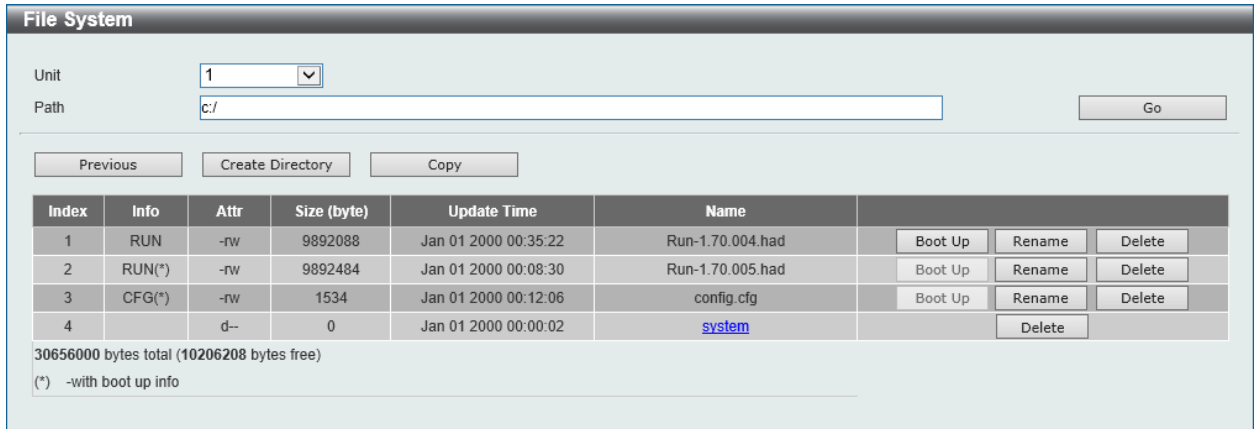 File System
Unit 1
Path c:/ Go
Previous Create Directory Copy
Index Info Attr Size (byte) Update Time Name
1 RUN -rw 9892088 Jan 01 2000 00:35:22 Run-1.70.004.had Boot Up Rename Delete
2 RUN(*) -rw 9892484 Jan 01 2000 00:08:30 Run-1.70.005.had Boot Up Rename Delete
3 CFG(*) -rw 1534 Jan 01 2000 00:12:06 config.cfg Boot Up Rename Delete
4 d-- 0 Jan 01 2000 00:00:02 system Delete
30656000 bytes total (10206208 bytes free)
(*) -with boot up info